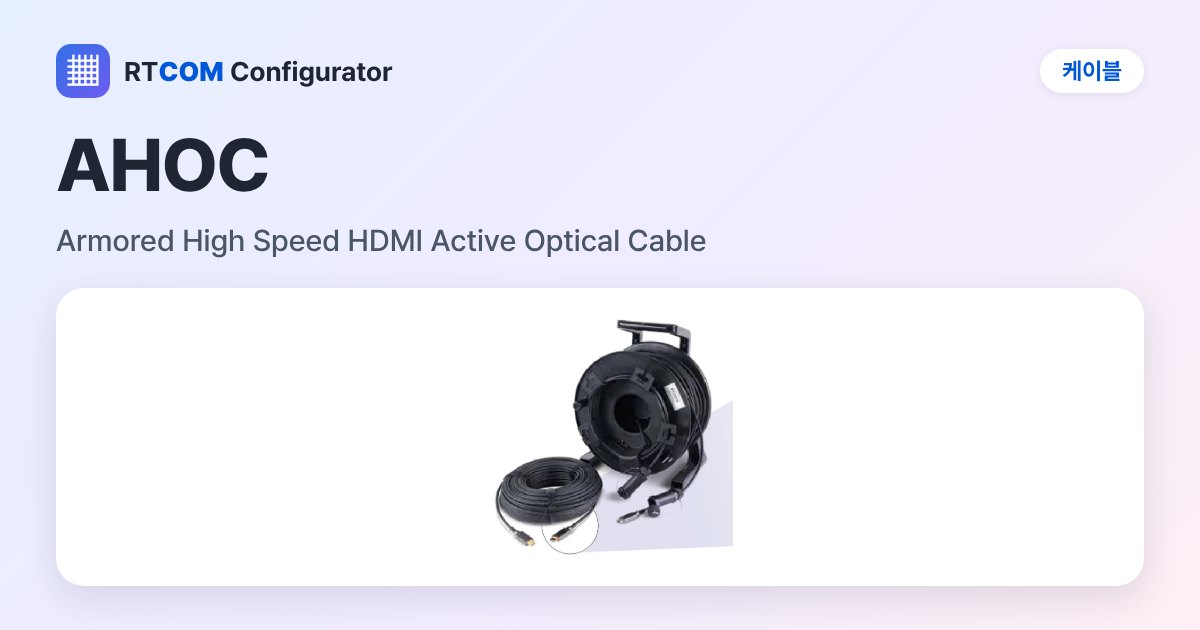 RTCOM Configurator
케이블
AHOC
Armored High Speed HDMI Active Optical Cable